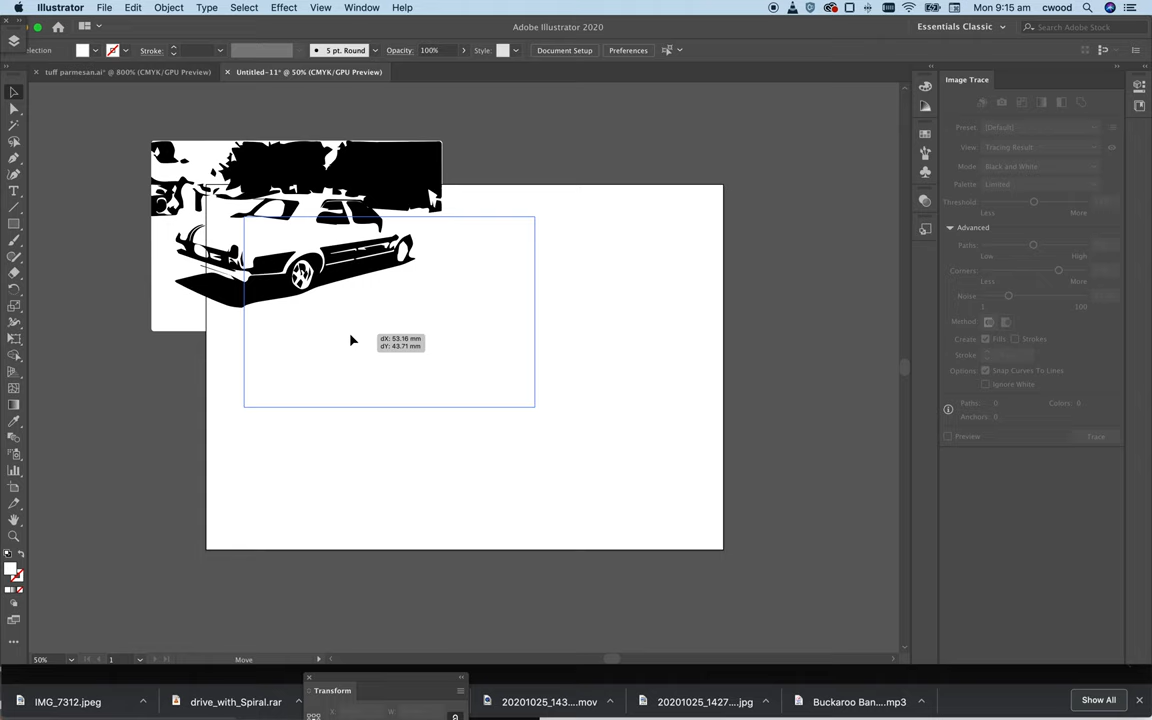 Illustrator File Edit Object Type Select Effect View Window Help
Mon 9:15 am cwood
Adobe Illustrator 2020
Essentials Classic
Search Adobe Stock
election
Stroke:
5 pt. Round
Opacity: 100%
Style:
Document Setup
Preferences
tuff parmesan.ai* @ 800% (CMYK/GPU Preview)
Untitled-11* @ 50% (CMYK/GPU Preview)
Image Trace
Preset: [Default]
View: Tracing Result
Mode: Black and White
Palette: Limited
Threshold:
Less More
Advanced
Paths:
Low High
Corners:
Less More
Noise:
1 100
Method:
Create: Fills Strokes
Stroke:
Options: Snap Curves To Lines
Ignore White
Paths: 0 Colors: 0
Anchors: 0
Preview Trace
dX: 53.16 mm
dY: 43.71 mm
50% 1 Move
Transform
X: W:
IMG_7312.jpeg
drive_with_Spiral.rar
20201025_143....mov
20201025_1427....jpg
Buckaroo Ban....mp3
Show All